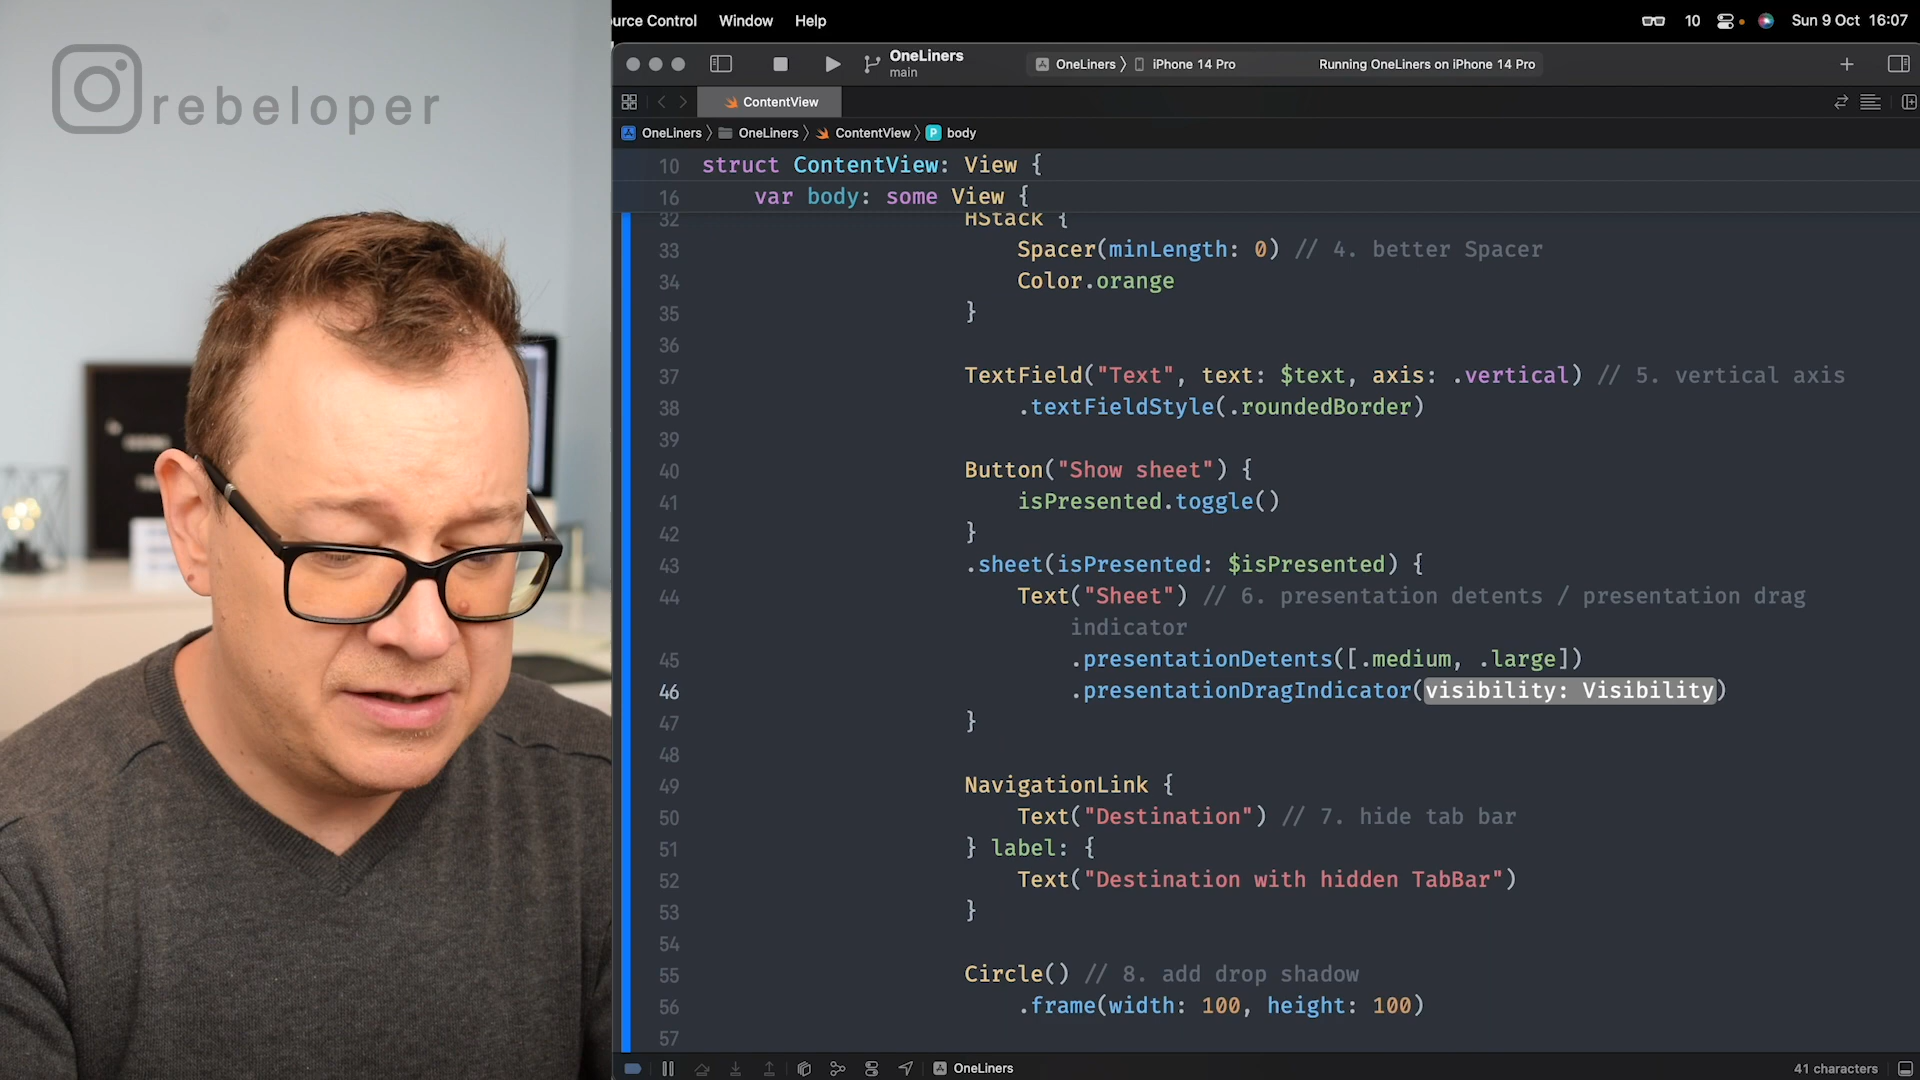 rebeloper
urce Control Window Help
10
Sun 9 Oct 16:07
OneLiners
main
OneLiners 〉 iPhone 14 Pro
Running OneLiners on iPhone 14 Pro
ContentView
OneLiners 〉 OneLiners 〉 ContentView 〉 P body
10 struct ContentView: View {
16 var body: some View {
32 HStack {
33 Spacer(minLength: 0) // 4. better Spacer
34 Color.orange
35 }
36
37 TextField("Text", text: $text, axis: .vertical) // 5. vertical axis
38 .textFieldStyle(.roundedBorder)
39
40 Button("Show sheet") {
41 isPresented.toggle()
42 }
43 .sheet(isPresented: $isPresented) {
44 Text("Sheet") // 6. presentation detents / presentation drag
indicator
45 .presentationDetents([.medium, .large])
46 .presentationDragIndicator(visibility: Visibility)
47 }
48
49 NavigationLink {
50 Text("Destination") // 7. hide tab bar
51 } label: {
52 Text("Destination with hidden TabBar")
53 }
54
55 Circle() // 8. add drop shadow
56 .frame(width: 100, height: 100)
57
OneLiners
41 characters